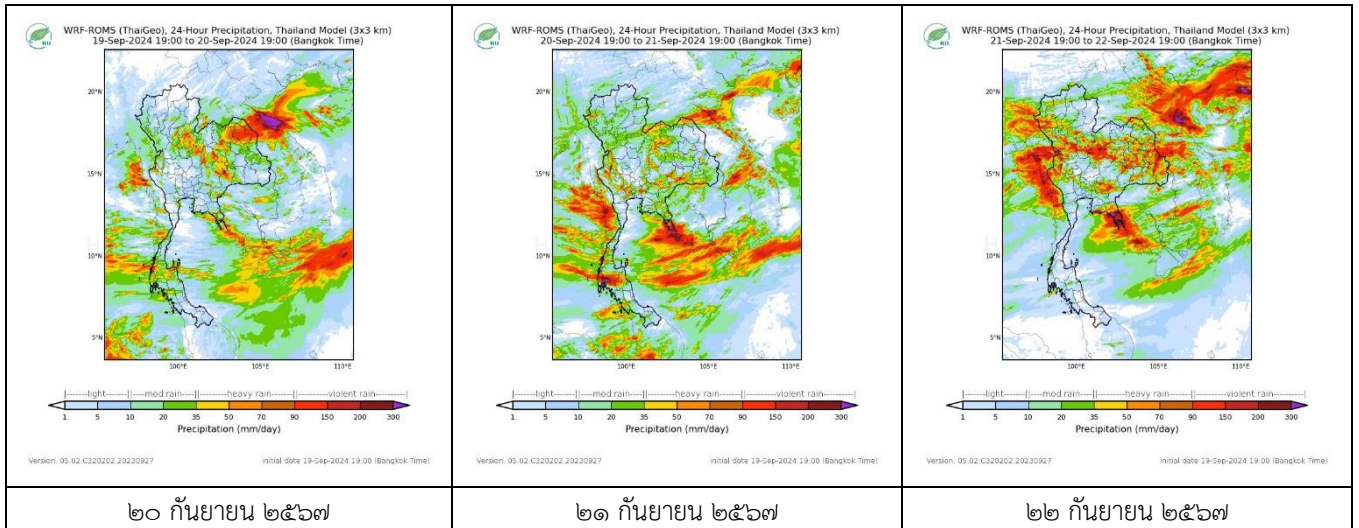 WRF-ROMS (ThaiGeo), 24-Hour Precipitation, Thailand Model (3x3 km)
19-Sep-2024 19:00 to 20-Sep-2024 19:00 (Bangkok Time)
HII
20°N
15°N
10°N
5°N
100°E 105°E 110°E
light mod.rain heavy rain violent rain
1 5 10 20 35 50 70 90 150 200 300
Precipitation (mm/day)
Version: 05.02.C320202.20230927 initial date 19-Sep-2024 19:00 (Bangkok Time)
๒๐ กันยายน ๒๕๖๗
WRF-ROMS (ThaiGeo), 24-Hour Precipitation, Thailand Model (3x3 km)
20-Sep-2024 19:00 to 21-Sep-2024 19:00 (Bangkok Time)
HII
20°N
15°N
10°N
5°N
100°E 105°E 110°E
light mod.rain heavy rain violent rain
1 5 10 20 35 50 70 90 150 200 300
Precipitation (mm/day)
Version: 05.02.C320202.20230927 initial date 19-Sep-2024 19:00 (Bangkok Time)
๒๑ กันยายน ๒๕๖๗
WRF-ROMS (ThaiGeo), 24-Hour Precipitation, Thailand Model (3x3 km)
21-Sep-2024 19:00 to 22-Sep-2024 19:00 (Bangkok Time)
HII
20°N
15°N
10°N
5°N
100°E 105°E 110°E
light mod.rain heavy rain violent rain
1 5 10 20 35 50 70 90 150 200 300
Precipitation (mm/day)
Version: 05.02.C320202.20230927 initial date 19-Sep-2024 19:00 (Bangkok Time)
๒๒ กันยายน ๒๕๖๗